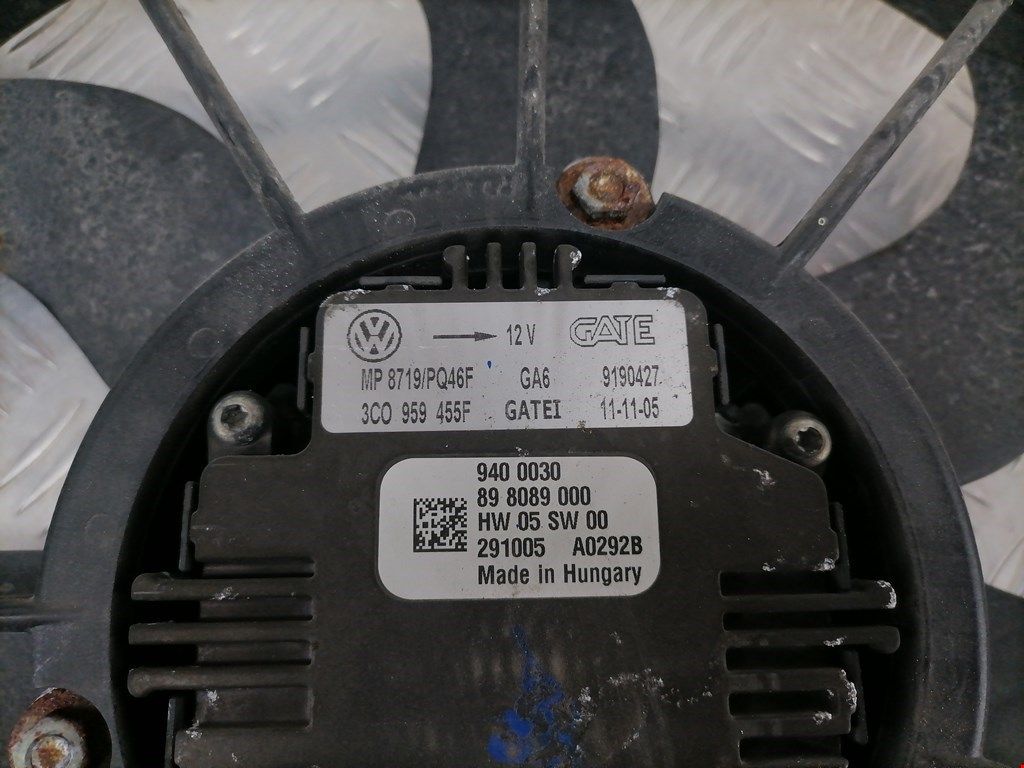 VW 12 V GATE
MP 8719/PQ46F GA6 9190427
3C0 959 455F GATEI 11-11-05
940 0030
89 8089 000
HW 05 SW 00
291005 A0292B
Made in Hungary